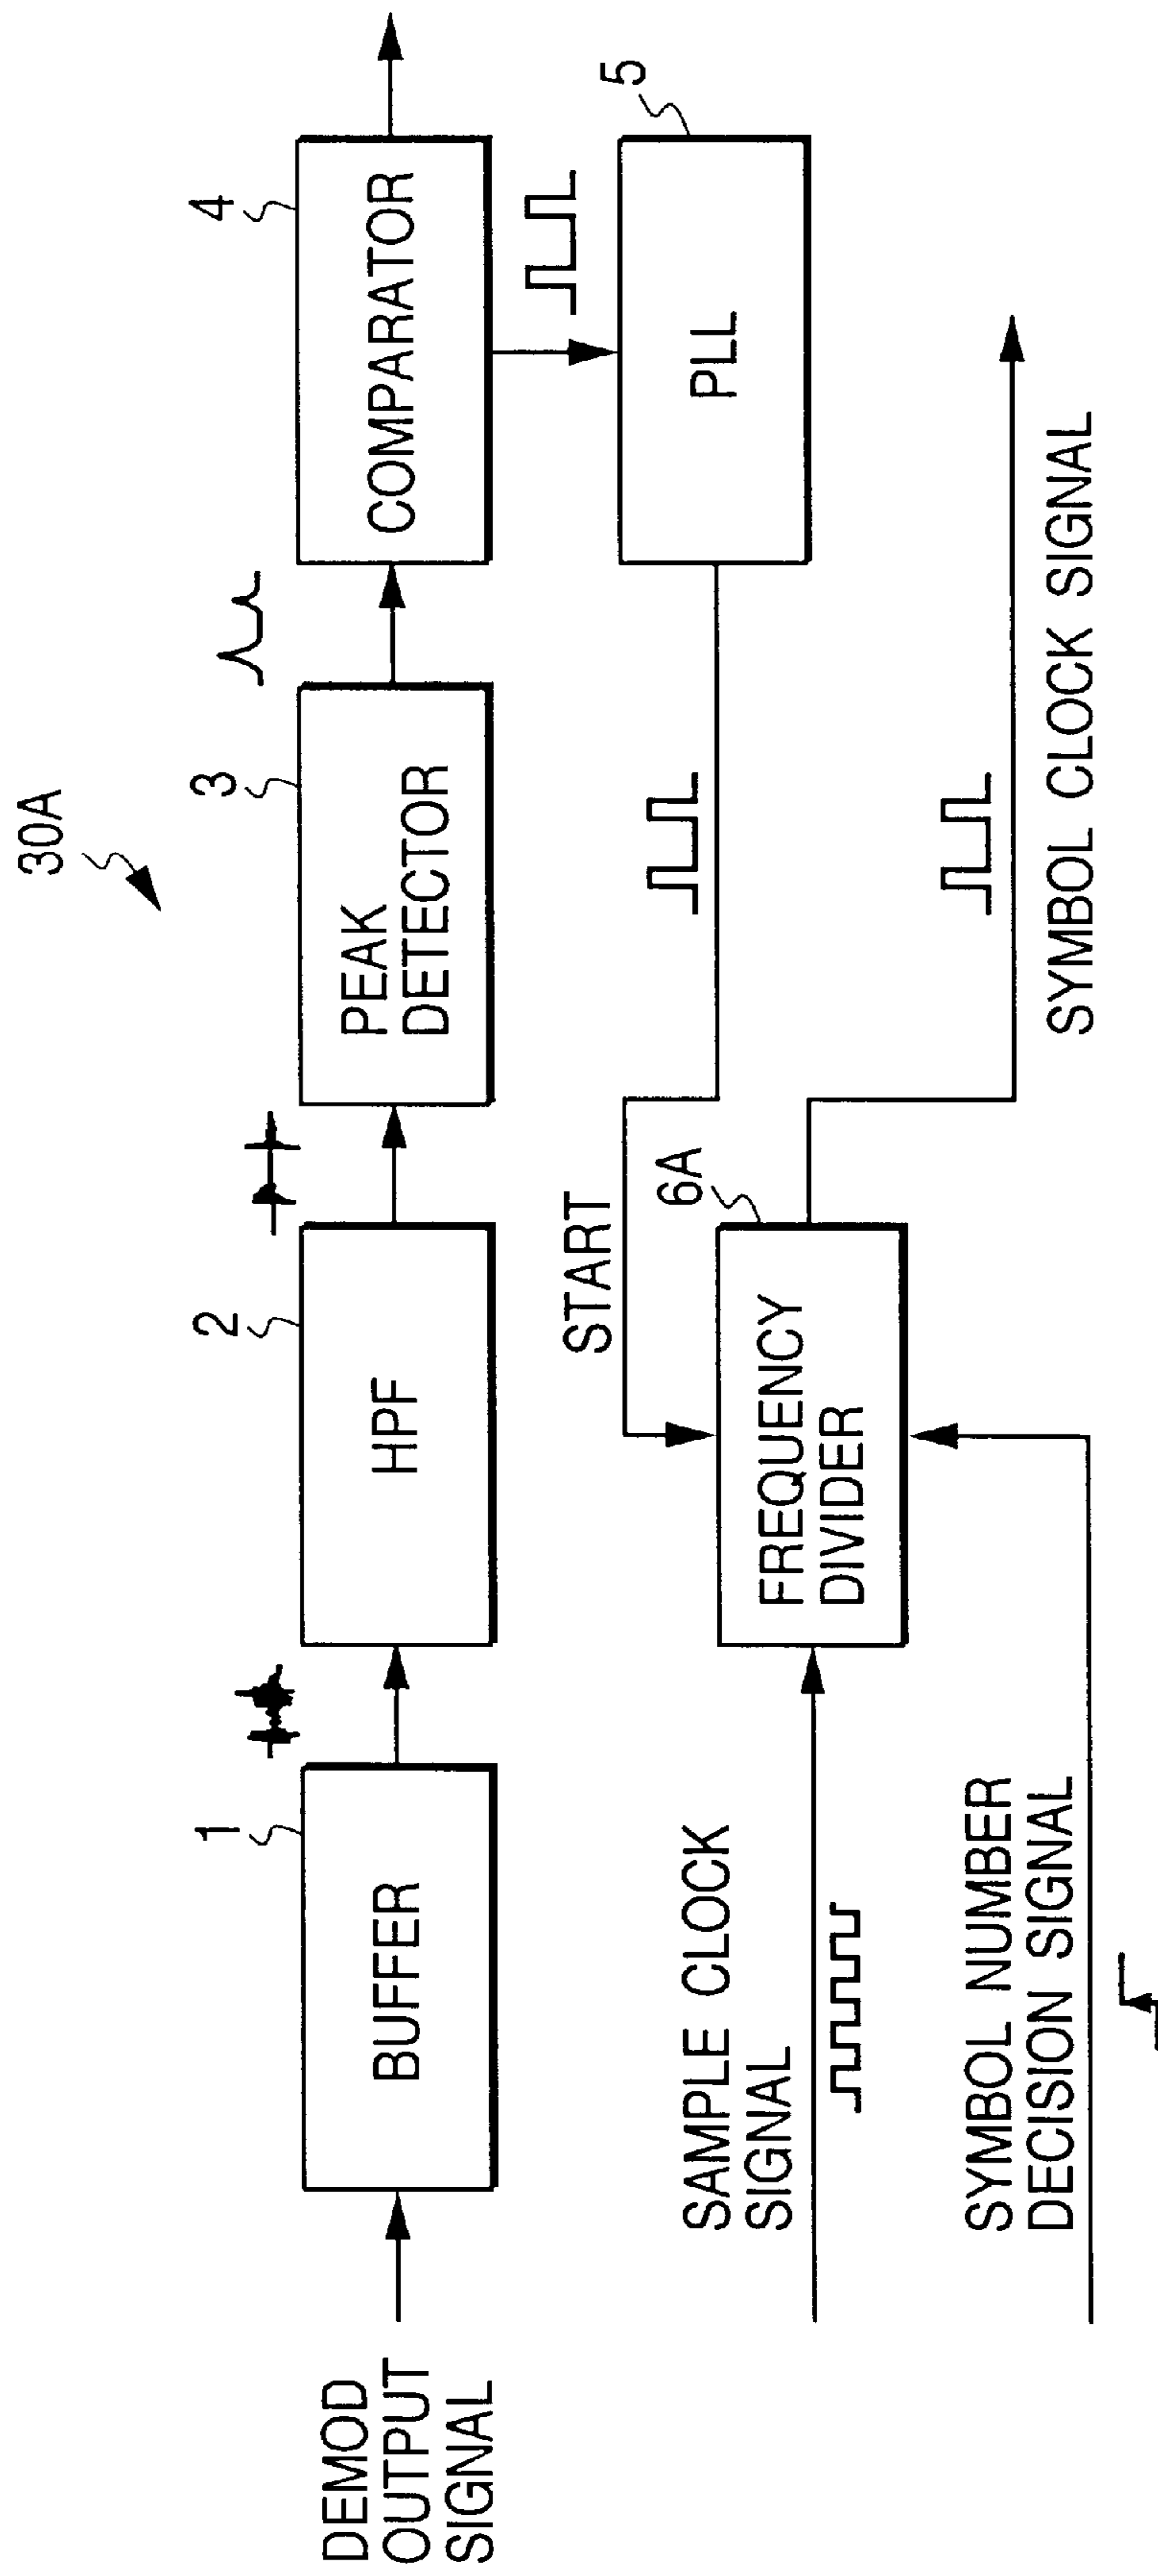 30A
DEMOD
OUTPUT
SIGNAL
1
BUFFER
2
HPF
3
PEAK
DETECTOR
4
COMPARATOR
5
PLL
START
6A
FREQUENCY
DIVIDER
SAMPLE CLOCK
SIGNAL
SYMBOL NUMBER
DECISION SIGNAL
SYMBOL CLOCK SIGNAL